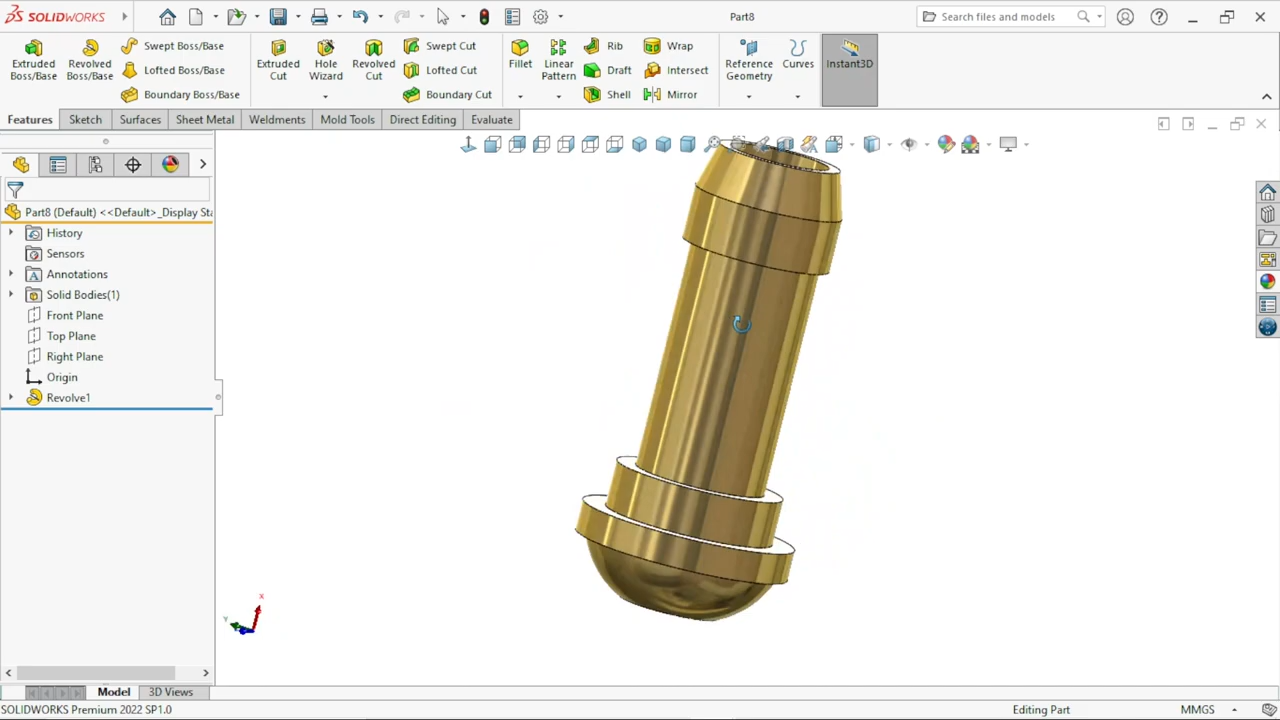 SOLIDWORKS
Part8
Search files and models
Extruded Boss/Base
Revolved Boss/Base
Swept Boss/Base
Lofted Boss/Base
Boundary Boss/Base
Extruded Cut
Hole Wizard
Revolved Cut
Swept Cut
Lofted Cut
Boundary Cut
Fillet
Linear Pattern
Rib
Draft
Shell
Wrap
Intersect
Mirror
Reference Geometry
Curves
Instant3D
Features
Sketch
Surfaces
Sheet Metal
Weldments
Mold Tools
Direct Editing
Evaluate
Part8 (Default) <<Default>_Display Sta
History
Sensors
Annotations
Solid Bodies(1)
Front Plane
Top Plane
Right Plane
Origin
Revolve1
X
Y
Model
3D Views
SOLIDWORKS Premium 2022 SP1.0
Editing Part
MMGS